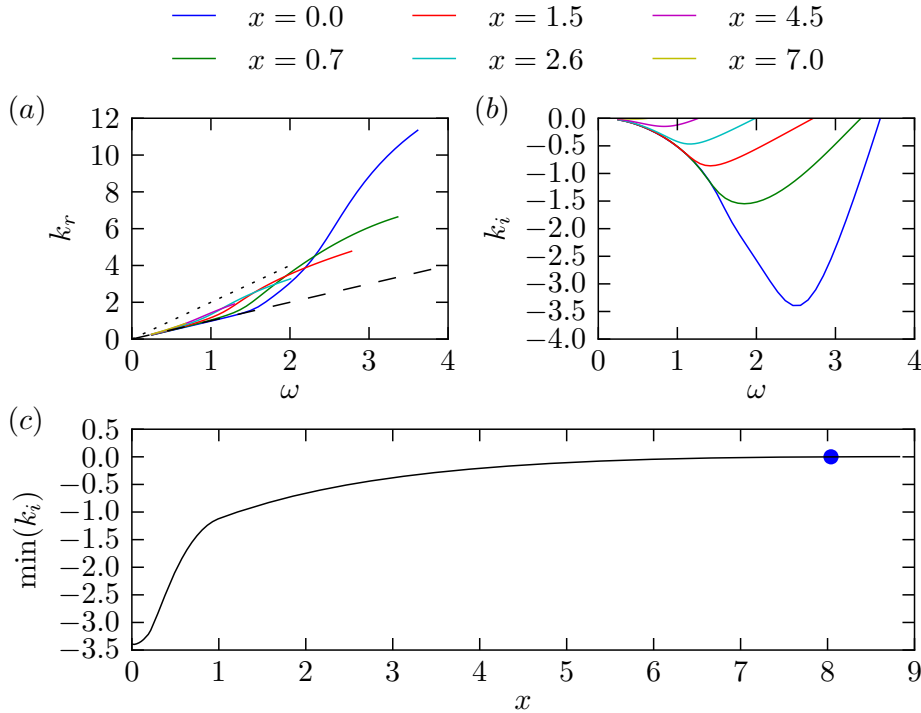 x = 0.0 x = 1.5 x = 4.5
x = 0.7 x = 2.6 x = 7.0
(a) (b)
12
10
8
6
4
2
0
k_r
0 1 2 3 4
ω
0.0
−0.5
−1.0
−1.5
−2.0
−2.5
−3.0
−3.5
−4.0
k_i
0 1 2 3 4
ω
(c)
0.5
0.0
−0.5
−1.0
−1.5
−2.0
−2.5
−3.0
−3.5
min(k_i)
0 1 2 3 4 5 6 7 8 9
x